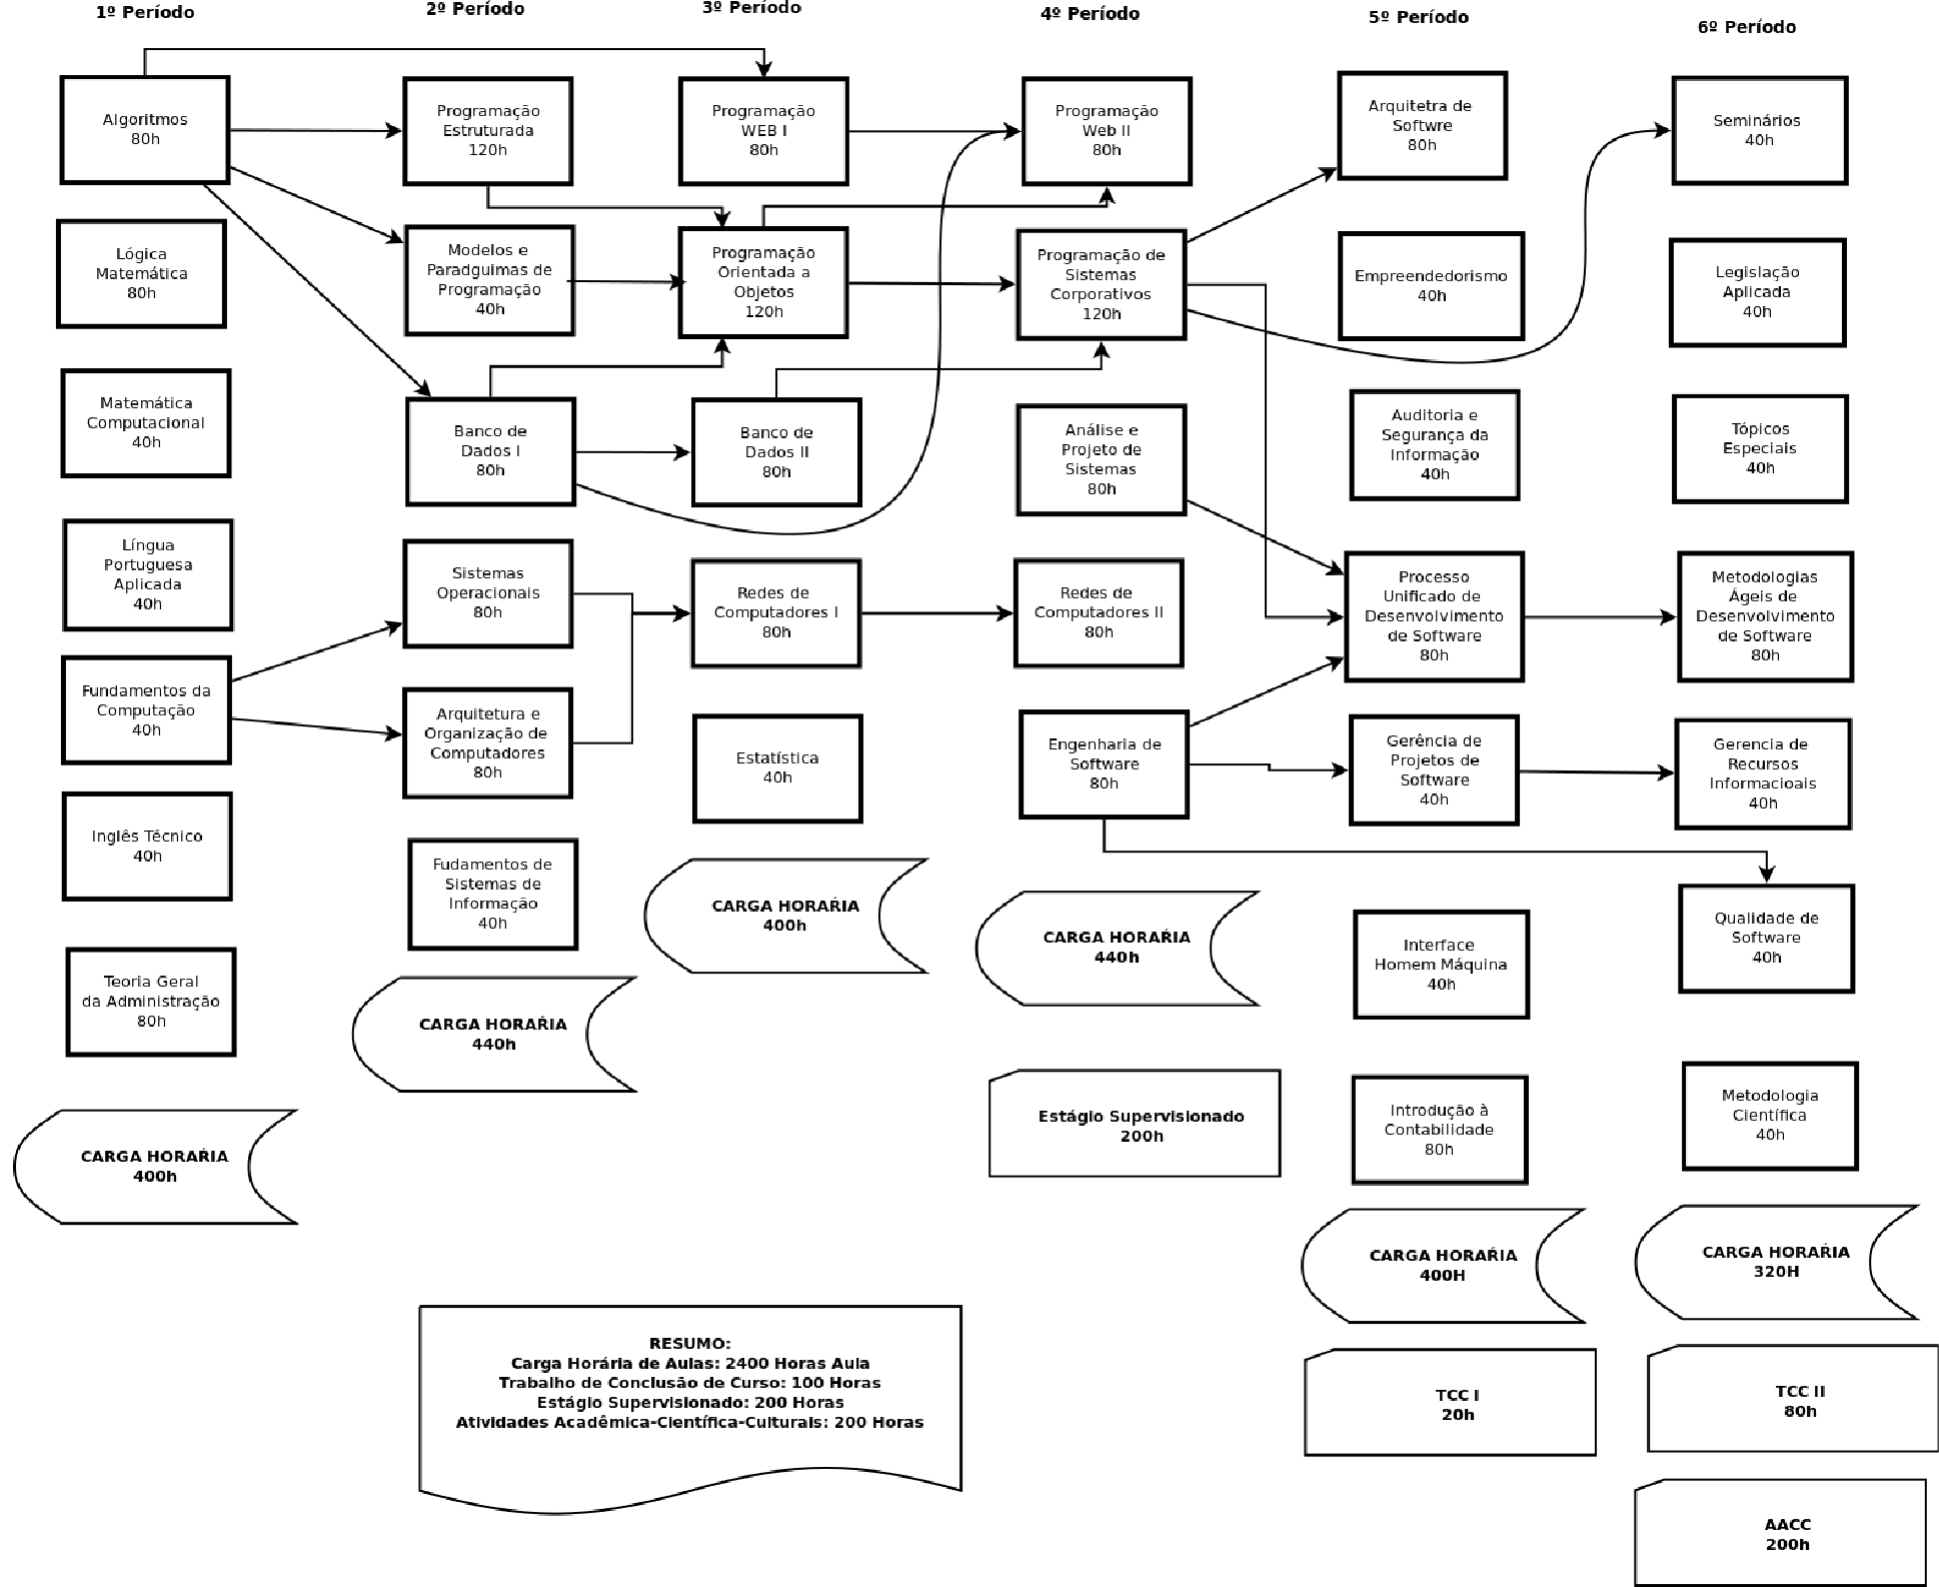 1º Período
2º Período
3º Período
4º Período
5º Período
6º Período
Algoritmos
80h
Lógica
Matemática
80h
Matemática
Computacional
40h
Língua
Portuguesa
Aplicada
40h
Fundamentos da
Computação
40h
Inglês Técnico
40h
Teoria Geral
da Administração
80h
CARGA HORAŔIA
400h
Programação
Estruturada
120h
Modelos e
Paradguimas de
Programação
40h
Banco de
Dados I
80h
Sistemas
Operacionais
80h
Arquitetura e
Organização de
Computadores
80h
Fudamentos de
Sistemas de
Informação
40h
CARGA HORAŔIA
440h
Programação
WEB I
80h
Programação
Orientada a
Objetos
120h
Banco de
Dados II
80h
Redes de
Computadores I
80h
Estatística
40h
CARGA HORAŔIA
400h
Programação
Web II
80h
Programação de
Sistemas
Corporativos
120h
Análise e
Projeto de
Sistemas
80h
Redes de
Computadores II
80h
Engenharia de
Software
80h
CARGA HORAŔIA
440h
Estágio Supervisionado
200h
Arquitetra de
Softwre
80h
Empreendedorismo
40h
Auditoria e
Segurança da
Informação
40h
Processo
Unificado de
Desenvolvimento
de Software
80h
Gerência de
Projetos de
Software
40h
Interface
Homem Máquina
40h
Introdução à
Contabilidade
80h
CARGA HORAŔIA
400H
TCC I
20h
Seminários
40h
Legislação
Aplicada
40h
Tópicos
Especiais
40h
Metodologias
Ágeis de
Desenvolvimento
de Software
80h
Gerencia de
Recursos
Informacioais
40h
Qualidade de
Software
40h
Metodologia
Científica
40h
CARGA HORAŔIA
320H
TCC II
80h
AACC
200h
RESUMO:
Carga Horária de Aulas: 2400 Horas Aula
Trabalho de Conclusão de Curso: 100 Horas
Estágio Supervisionado: 200 Horas
Atividades Acadêmica-Científica-Culturais: 200 Horas